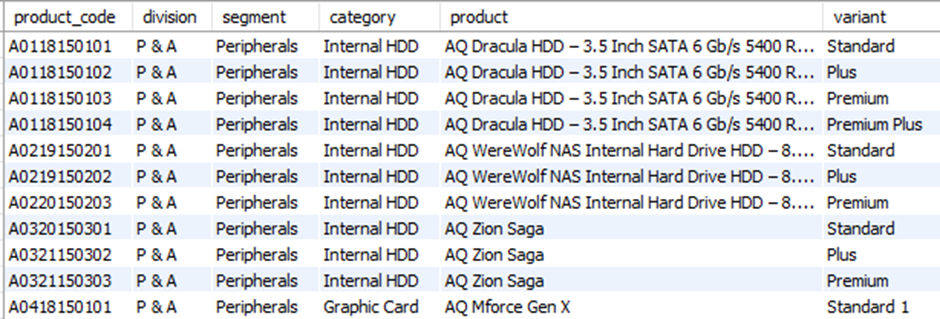 product_code division segment category product variant
A0118150101 P & A Peripherals Internal HDD AQ Dracula HDD – 3.5 Inch SATA 6 Gb/s 5400 R... Standard
A0118150102 P & A Peripherals Internal HDD AQ Dracula HDD – 3.5 Inch SATA 6 Gb/s 5400 R... Plus
A0118150103 P & A Peripherals Internal HDD AQ Dracula HDD – 3.5 Inch SATA 6 Gb/s 5400 R... Premium
A0118150104 P & A Peripherals Internal HDD AQ Dracula HDD – 3.5 Inch SATA 6 Gb/s 5400 R... Premium Plus
A0219150201 P & A Peripherals Internal HDD AQ WereWolf NAS Internal Hard Drive HDD – 8.... Standard
A0219150202 P & A Peripherals Internal HDD AQ WereWolf NAS Internal Hard Drive HDD – 8.... Plus
A0220150203 P & A Peripherals Internal HDD AQ WereWolf NAS Internal Hard Drive HDD – 8.... Premium
A0320150301 P & A Peripherals Internal HDD AQ Zion Saga Standard
A0321150302 P & A Peripherals Internal HDD AQ Zion Saga Plus
A0321150303 P & A Peripherals Internal HDD AQ Zion Saga Premium
A0418150101 P & A Peripherals Graphic Card AQ Mforce Gen X Standard 1